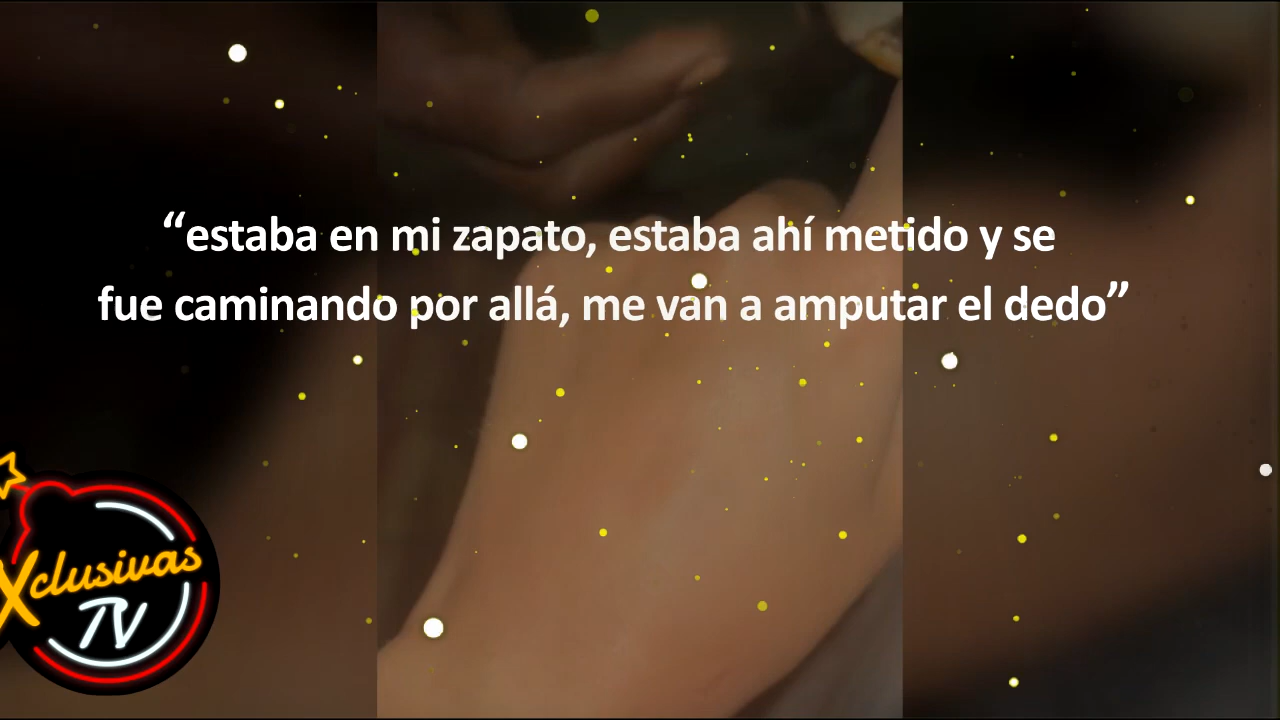 “estaba en mi zapato, estaba ahí metido y se
fue caminando por allá, me van a amputar el dedo”
Xclusivas
TV